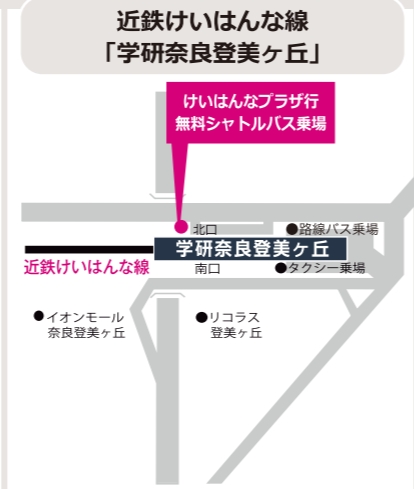 近鉄けいはんな線
「学研奈良登美ヶ丘」
けいはんなプラザ行
無料シャトルバス乗場
北口
●路線バス乗場
学研奈良登美ヶ丘
近鉄けいはんな線
南口
●タクシー乗場
●イオンモール
奈良登美ヶ丘
●リコラス
登美ヶ丘